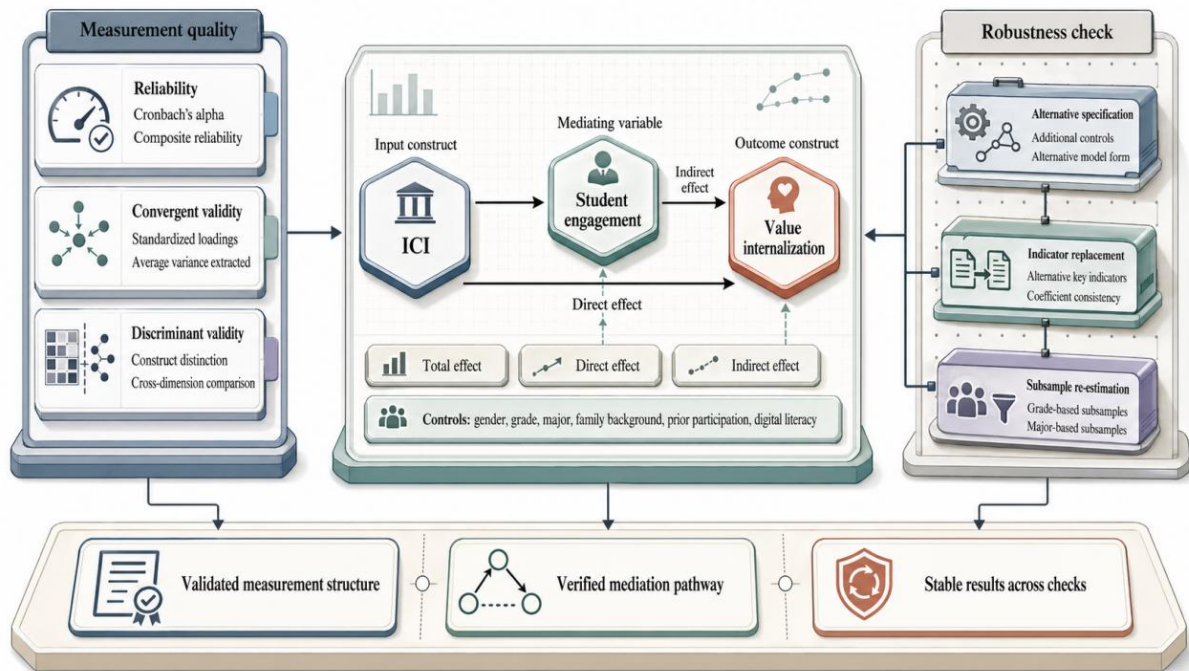 Measurement quality
Reliability
Cronbach's alpha
Composite reliability
Convergent validity
Standardized loadings
Average variance extracted
Discriminant validity
Construct distinction
Cross-dimension comparison
Input construct
ICI
Mediating variable
Student
engagement
Indirect
effect
Outcome construct
Value
internalization
Direct effect
Total effect
Direct effect
Indirect effect
Controls: gender, grade, major, family background, prior participation, digital literacy
Robustness check
Alternative specification
Additional controls
Alternative model form
Indicator replacement
Alternative key indicators
Coefficient consistency
Subsample re-estimation
Grade-based subsamples
Major-based subsamples
Validated measurement structure
Verified mediation pathway
Stable results across checks